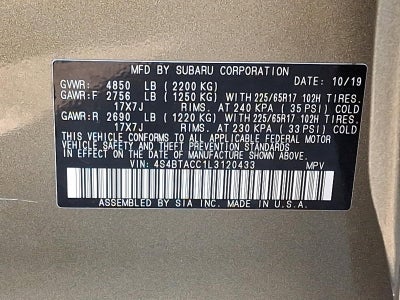 MFD BY SUBARU CORPORATION DATE: 10/19
GVWR: 4850 LB (2200 KG)
GAWR:F 2756 LB (1250 KG) WITH 225/65R17 102H TIRES.
17X7J RIMS. AT 240 KPA (35 PSI) COLD
GAWR:R 2690 LB (1220 KG) WITH 225/65R17 102H TIRES.
17X7J RIMS. AT 230 KPA (33 PSI) COLD
THIS VEHICLE CONFORMS TO ALL APPLICABLE FEDERAL MOTOR
VEHICLE SAFETY, BUMPER, AND THEFT PREVENTION STANDARDS
IN EFFECT ON THE DATE OF MANUFACTURE SHOWN ABOVE.
VIN: 4S4BTACC1L3120433 MPV
ASSEMBLED BY SIA INC. MADE IN U.S.A.